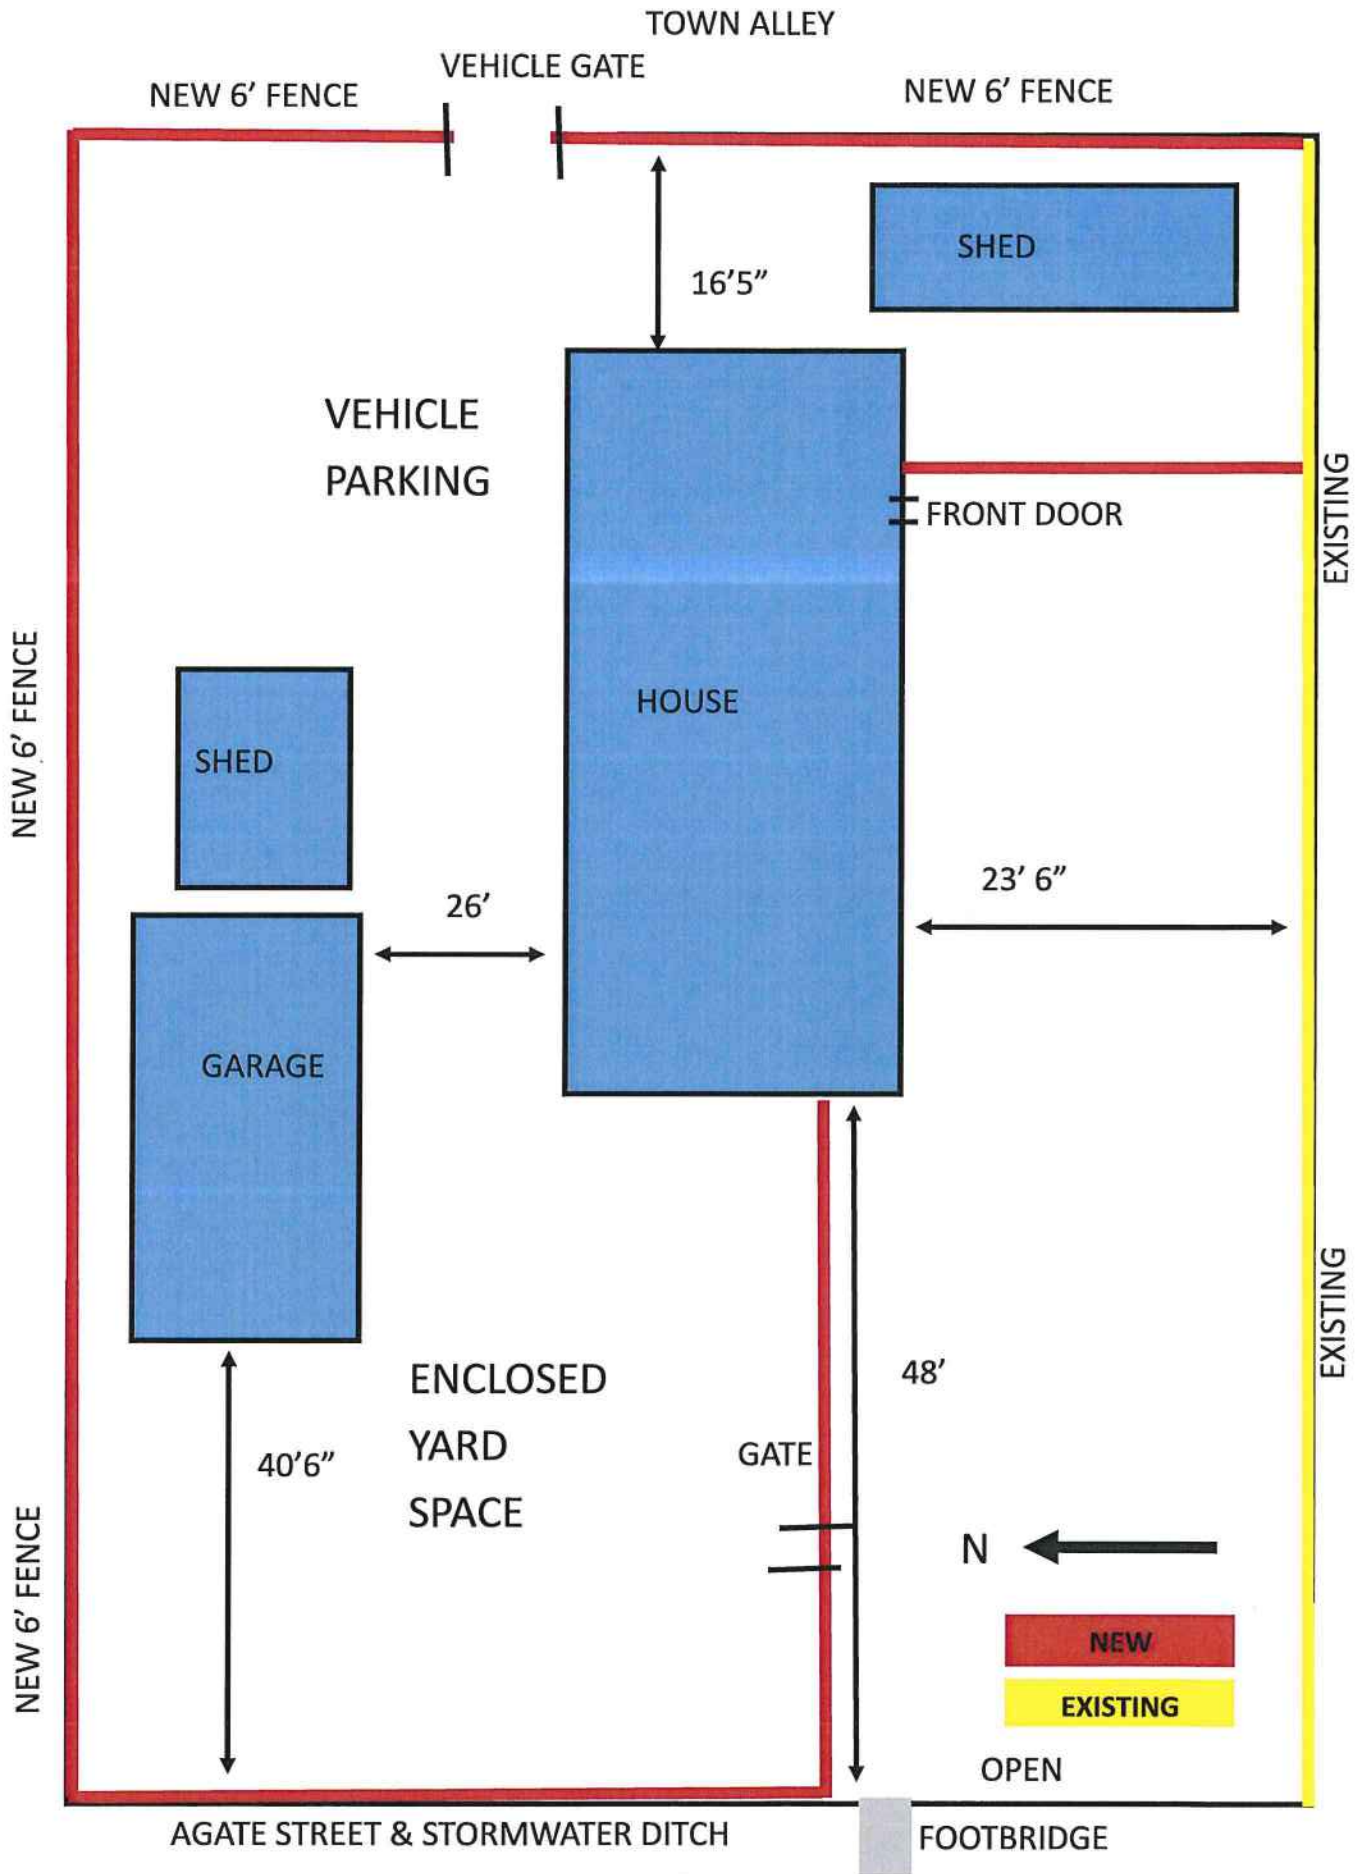 TOWN ALLEY
VEHICLE GATE
NEW 6’ FENCE
NEW 6’ FENCE
SHED
16’5”
VEHICLE
PARKING
FRONT DOOR
EXISTING
NEW 6’ FENCE
HOUSE
SHED
26’
23’ 6”
GARAGE
EXISTING
ENCLOSED
YARD
SPACE
48’
40’6”
GATE
N
NEW 6’ FENCE
NEW
EXISTING
OPEN
AGATE STREET & STORMWATER DITCH
FOOTBRIDGE